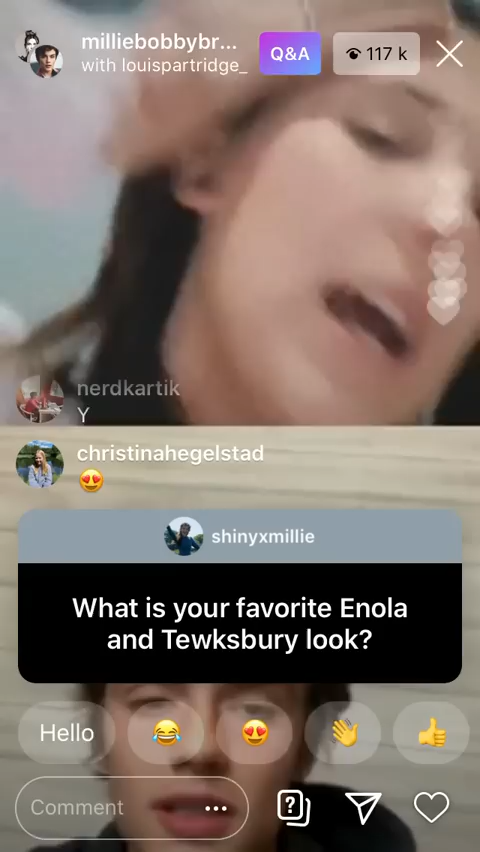 milliebobbybr...
with louispartridge_
Q&A
117 k
nerdkartik
Y
christinahegelstad
😍
shinyxmillie
What is your favorite Enola
and Tewksbury look?
Hello 😂 😍 👋 👍
Comment